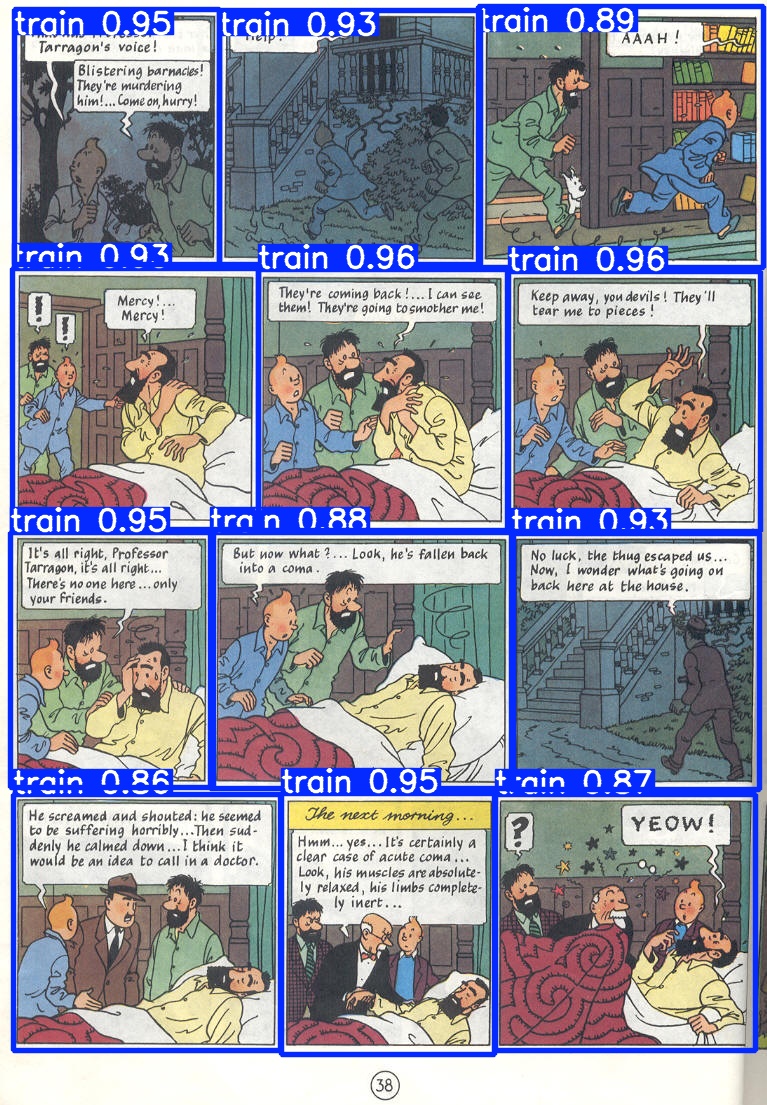 train 0.95
Tarragon's voice!
Blistering barnacles!
They're murdering
him!... Come on, hurry!
train 0.93
Help!
train 0.89
AAAH!
train 0.93
!
!
Mercy!...
Mercy!
train 0.96
They're coming back!... I can see
them! They're going to smother me!
train 0.96
Keep away, you devils! They'll
tear me to pieces!
train 0.95
It's all right, Professor
Tarragon, it's all right...
There's no one here... only
your friends.
train 0.88
But now what?... Look, he's fallen back
into a coma.
train 0.93
No luck, the thug escaped us...
Now, I wonder what's going on
back here at the house.
train 0.86
He screamed and shouted: he seemed
to be suffering horribly... Then sud-
denly he calmed down... I think it
would be an idea to call in a doctor.
train 0.95
The next morning...
Hmm... yes... It's certainly a
clear case of acute coma...
Look, his muscles are absolute-
ly relaxed, his limbs complete-
ly inert...
train 0.87
?
YEOW!
38